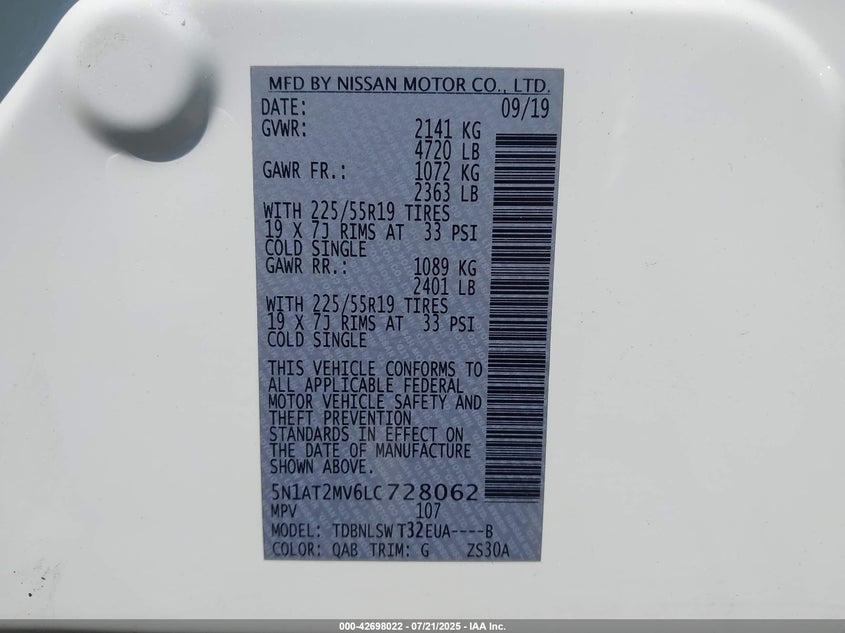 MFD BY NISSAN MOTOR CO., LTD.
DATE: 09/19
GVWR: 2141 KG
4720 LB
GAWR FR.: 1072 KG
2363 LB
WITH 225/55R19 TIRES
19 X 7J RIMS AT 33 PSI
COLD SINGLE
GAWR RR.: 1089 KG
2401 LB
WITH 225/55R19 TIRES
19 X 7J RIMS AT 33 PSI
COLD SINGLE
THIS VEHICLE CONFORMS TO
ALL APPLICABLE FEDERAL
MOTOR VEHICLE SAFETY AND
THEFT PREVENTION
STANDARDS IN EFFECT ON
THE DATE OF MANUFACTURE
SHOWN ABOVE.
5N1AT2MV6LC728062
MPV 107
MODEL: TDBNLSW T32EUA----B
COLOR: QAB TRIM: G ZS30A
000-42698022 - 07/21/2025 - IAA Inc.